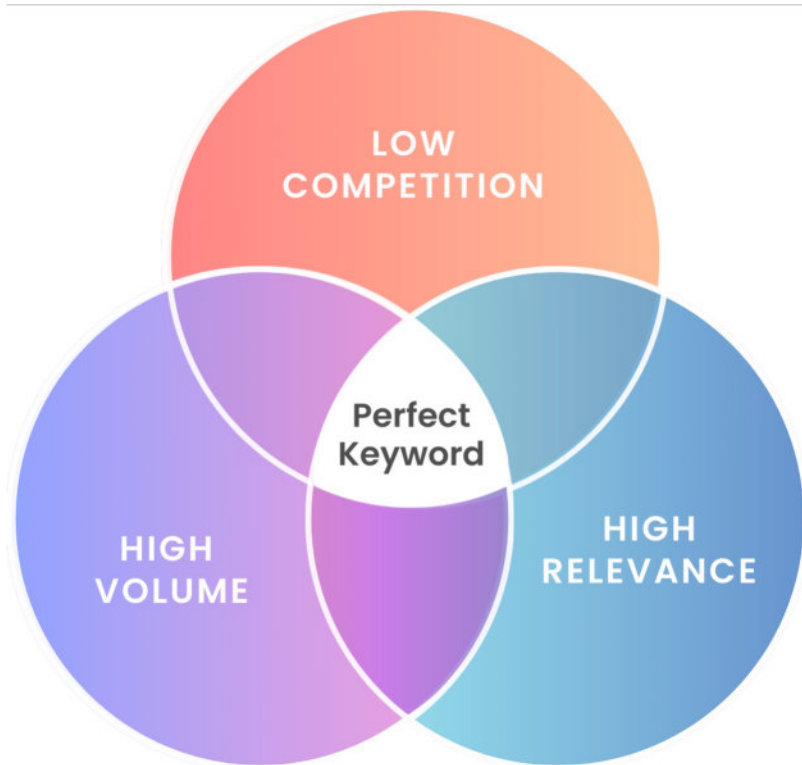 LOW
COMPETITION
Perfect
Keyword
HIGH
VOLUME
HIGH
RELEVANCE